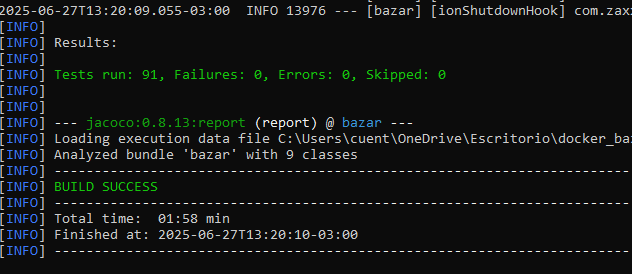 2025-06-27T13:20:09.055-03:00  INFO 13976 --- [bazar] [ionShutdownHook] com.zax
[INFO]
[INFO] Results:
[INFO]
[INFO] Tests run: 91, Failures: 0, Errors: 0, Skipped: 0
[INFO]
[INFO]
[INFO] --- jacoco:0.8.13:report (report) @ bazar ---
[INFO] Loading execution data file C:\Users\cuent\OneDrive\Escritorio\docker_ba
[INFO] Analyzed bundle 'bazar' with 9 classes
[INFO] ------------------------------------------------------------------------
[INFO] BUILD SUCCESS
[INFO] ------------------------------------------------------------------------
[INFO] Total time:  01:58 min
[INFO] Finished at: 2025-06-27T13:20:10-03:00
[INFO] ------------------------------------------------------------------------